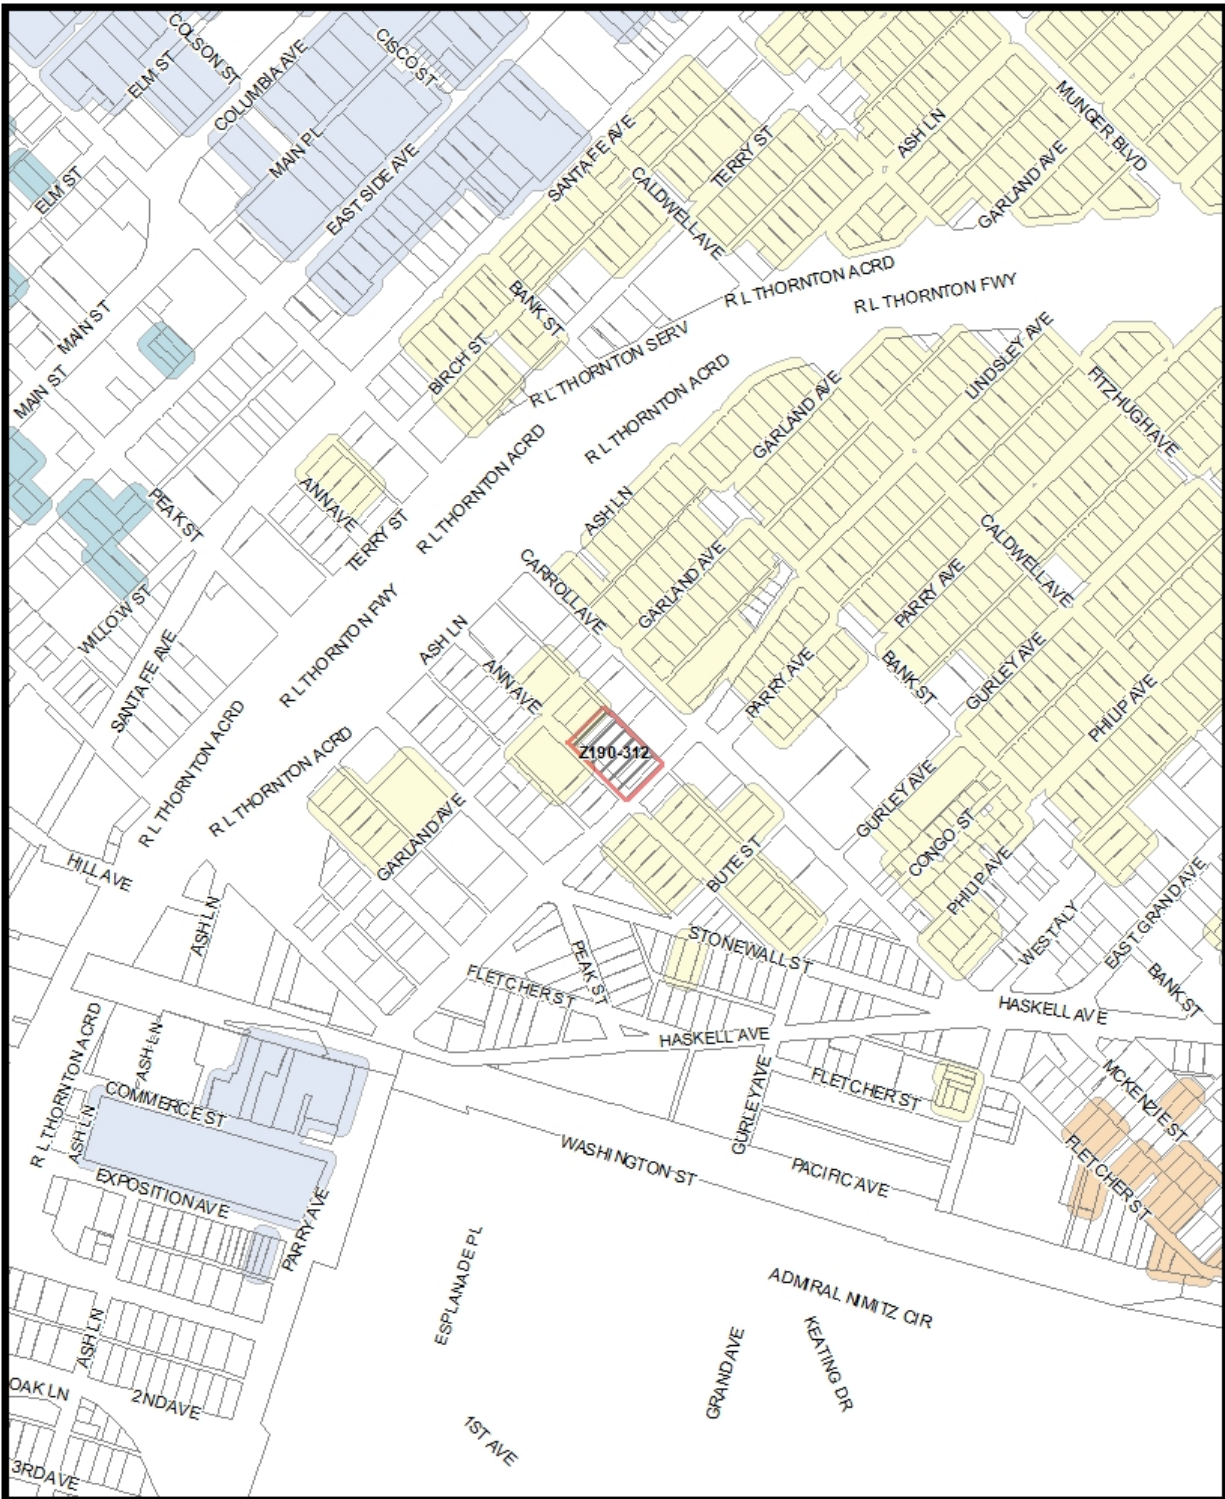 COLSON ST
ELM ST
COLUMBIA AVE
CISCO ST
MAIN PL
EAST SIDE AVE
SANTA FE AVE
CALDWELL AVE
TERRY ST
ASH LN
MUNGER BLVD
GARLAND AVE
ELM ST
MAIN ST
MAIN ST
BANK ST
BIRCH ST
R L THORNTON SERV
R L THORNTON ACRD
R L THORNTON FWY
R L THORNTON ACRD
LINDSLEY AVE
FITZHUGH AVE
GARLAND AVE
PEAK ST
ANN AVE
TERRY ST
R L THORNTON ACRD
ASH LN
CARROLL AVE
GARLAND AVE
CALDWELL AVE
PARRY AVE
WILLOW ST
SANTA FE AVE
R L THORNTON FWY
ASH LN
ANN AVE
PARRY AVE
BANK ST
GURLEY AVE
PHILIP AVE
R L THORNTON ACRD
R L THORNTON ACRD
Z190-312
GARLAND AVE
BUTE ST
GURLEY AVE
CONGO ST
PHILIP AVE
HILL AVE
ASH LN
WEST ALY
EAST GRAND AVE
BANK ST
STONEWALL ST
PEAK ST
FLETCHER ST
HASKELL AVE
HASKELL AVE
R L THORNTON ACRD
ASH LN
COMMERCE ST
ASH LN
EXPOSITION AVE
PARRY AVE
GURLEY AVE
FLETCHER ST
MCKENZIE ST
FLETCHER ST
WASHINGTON ST
PACIFIC AVE
ESPLANADE PL
ADMIRAL NIMITZ CIR
KEATING DR
GRAND AVE
ASH LN
OAK LN
2ND AVE
1ST AVE
3RD AVE